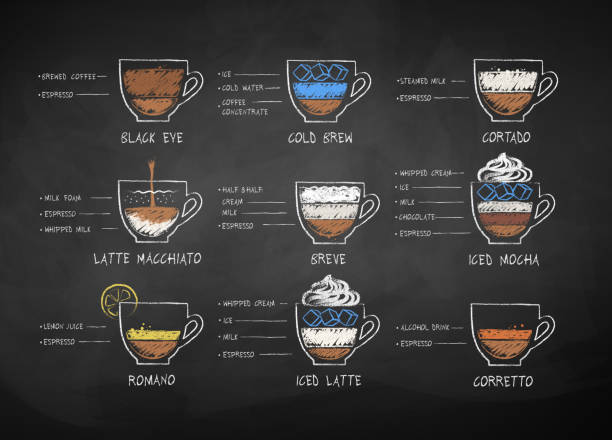 BREWED COFFEE
ESPRESSO
BLACK EYE
ICE
COLD WATER
COFFEE
CONCENTRATE
COLD BREW
STEAMED MILK
ESPRESSO
CORTADO
MILK FOAM
ESPRESSO
WHIPPED MILK
LATTE MACCHIATO
HALF & HALF
CREAM
MILK
ESPRESSO
BREVE
WHIPPED CREAM
ICE
MILK
CHOCOLATE
ESPRESSO
ICED MOCHA
LEMON JUICE
ESPRESSO
ROMANO
WHIPPED CREAM
ICE
MILK
ESPRESSO
ICED LATTE
ALCOHOL DRINK
ESPRESSO
CORRETTO